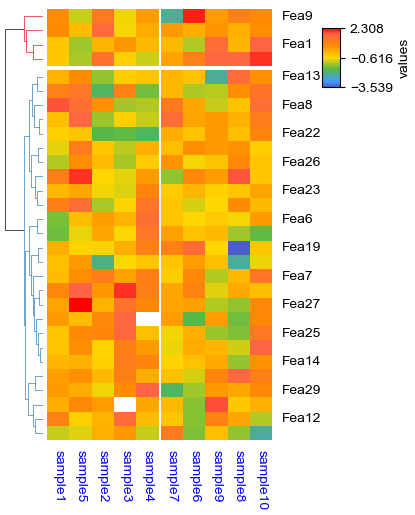 Fea9
Fea1
Fea13
Fea8
Fea22
Fea26
Fea23
Fea6
Fea19
Fea7
Fea27
Fea25
Fea14
Fea29
Fea12
2.308
−0.616
−3.539
values
sample1
sample5
sample2
sample3
sample4
sample7
sample6
sample9
sample8
sample10